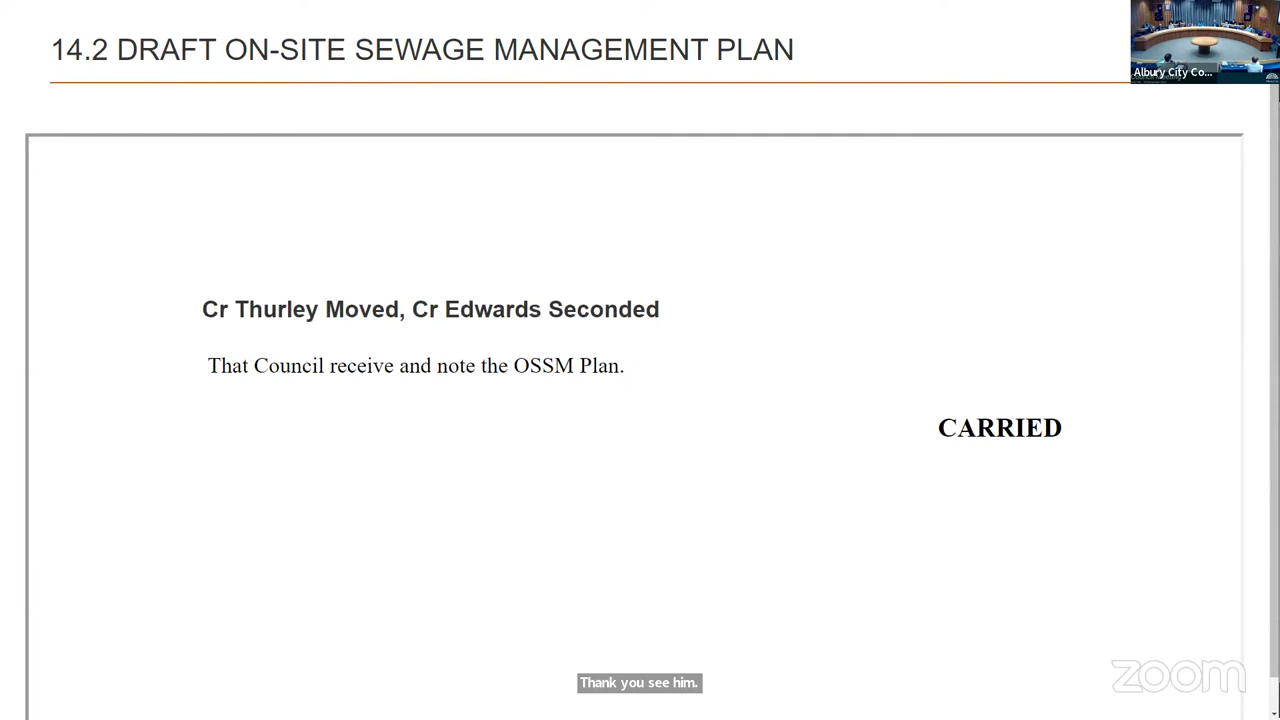 14.2 DRAFT ON-SITE SEWAGE MANAGEMENT PLAN
Albury City Co...
Cr Thurley Moved, Cr Edwards Seconded
That Council receive and note the OSSM Plan.
CARRIED
Thank you see him.
zoom